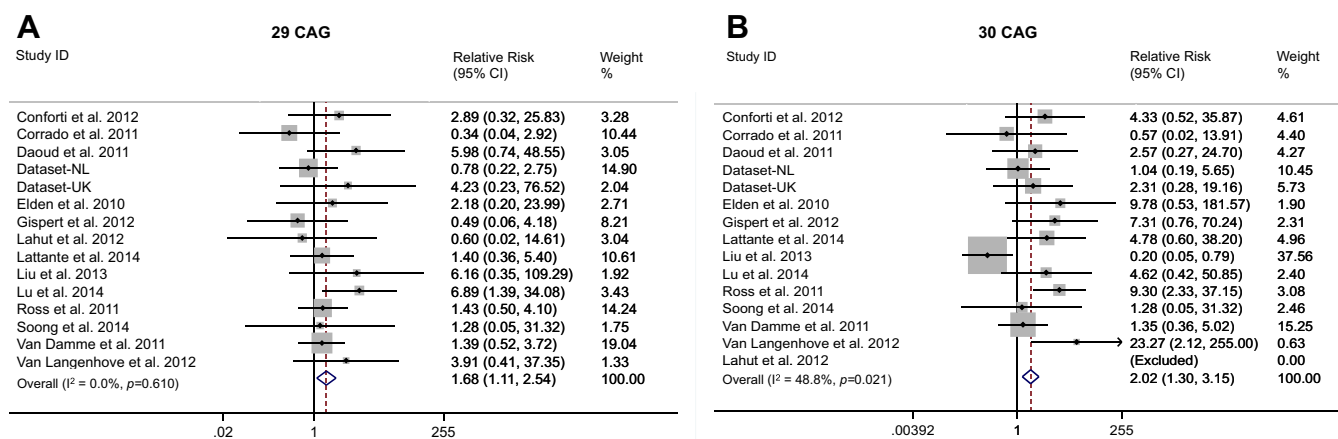 A
29 CAG
Study ID
Relative Risk
(95% CI)
Weight
%
Conforti et al. 2012 2.89 (0.32, 25.83) 3.28
Corrado et al. 2011 0.34 (0.04, 2.92) 10.44
Daoud et al. 2011 5.98 (0.74, 48.55) 3.05
Dataset-NL 0.78 (0.22, 2.75) 14.90
Dataset-UK 4.23 (0.23, 76.52) 2.04
Elden et al. 2010 2.18 (0.20, 23.99) 2.71
Gispert et al. 2012 0.49 (0.06, 4.18) 8.21
Lahut et al. 2012 0.60 (0.02, 14.61) 3.04
Lattante et al. 2014 1.40 (0.36, 5.40) 10.61
Liu et al. 2013 6.16 (0.35, 109.29) 1.92
Lu et al. 2014 6.89 (1.39, 34.08) 3.43
Ross et al. 2011 1.43 (0.50, 4.10) 14.24
Soong et al. 2014 1.28 (0.05, 31.32) 1.75
Van Damme et al. 2011 1.39 (0.52, 3.72) 19.04
Van Langenhove et al. 2012 3.91 (0.41, 37.35) 1.33
Overall (I² = 0.0%, p=0.610) 1.68 (1.11, 2.54) 100.00
.02 1 255
B
30 CAG
Study ID
Relative Risk
(95% CI)
Weight
%
Conforti et al. 2012 4.33 (0.52, 35.87) 4.61
Corrado et al. 2011 0.57 (0.02, 13.91) 4.40
Daoud et al. 2011 2.57 (0.27, 24.70) 4.27
Dataset-NL 1.04 (0.19, 5.65) 10.45
Dataset-UK 2.31 (0.28, 19.16) 5.73
Elden et al. 2010 9.78 (0.53, 181.57) 1.90
Gispert et al. 2012 7.31 (0.76, 70.24) 2.31
Lattante et al. 2014 4.78 (0.60, 38.20) 4.96
Liu et al. 2013 0.20 (0.05, 0.79) 37.56
Lu et al. 2014 4.62 (0.42, 50.85) 2.40
Ross et al. 2011 9.30 (2.33, 37.15) 3.08
Soong et al. 2014 1.28 (0.05, 31.32) 2.46
Van Damme et al. 2011 1.35 (0.36, 5.02) 15.25
Van Langenhove et al. 2012 23.27 (2.12, 255.00) 0.63
Lahut et al. 2012 (Excluded) 0.00
Overall (I² = 48.8%, p=0.021) 2.02 (1.30, 3.15) 100.00
.00392 1 255